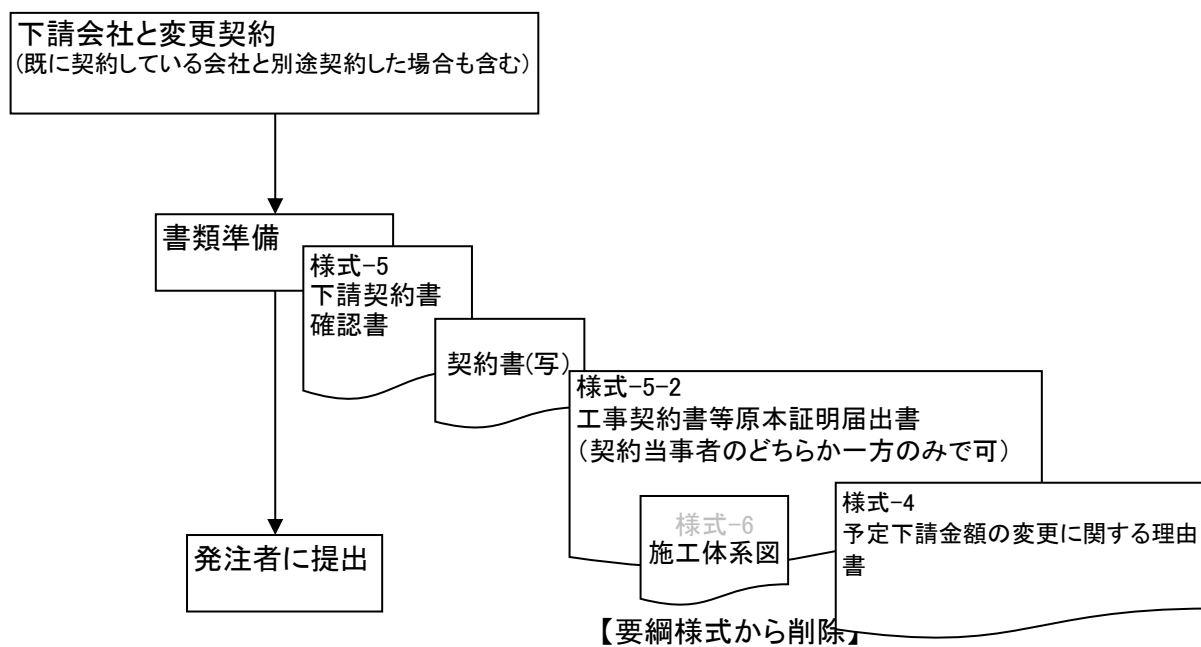 下請会社と変更契約
(既に契約している会社と別途契約した場合も含む)
書類準備
様式-5
下請契約書
確認書
契約書(写)
様式-5-2
工事契約書等原本証明届出書
(契約当事者のどちらか一方のみで可)
様式-6
施工体系図
様式-4
予定下請金額の変更に関する理由
書
発注者に提出
【要綱様式から削除】